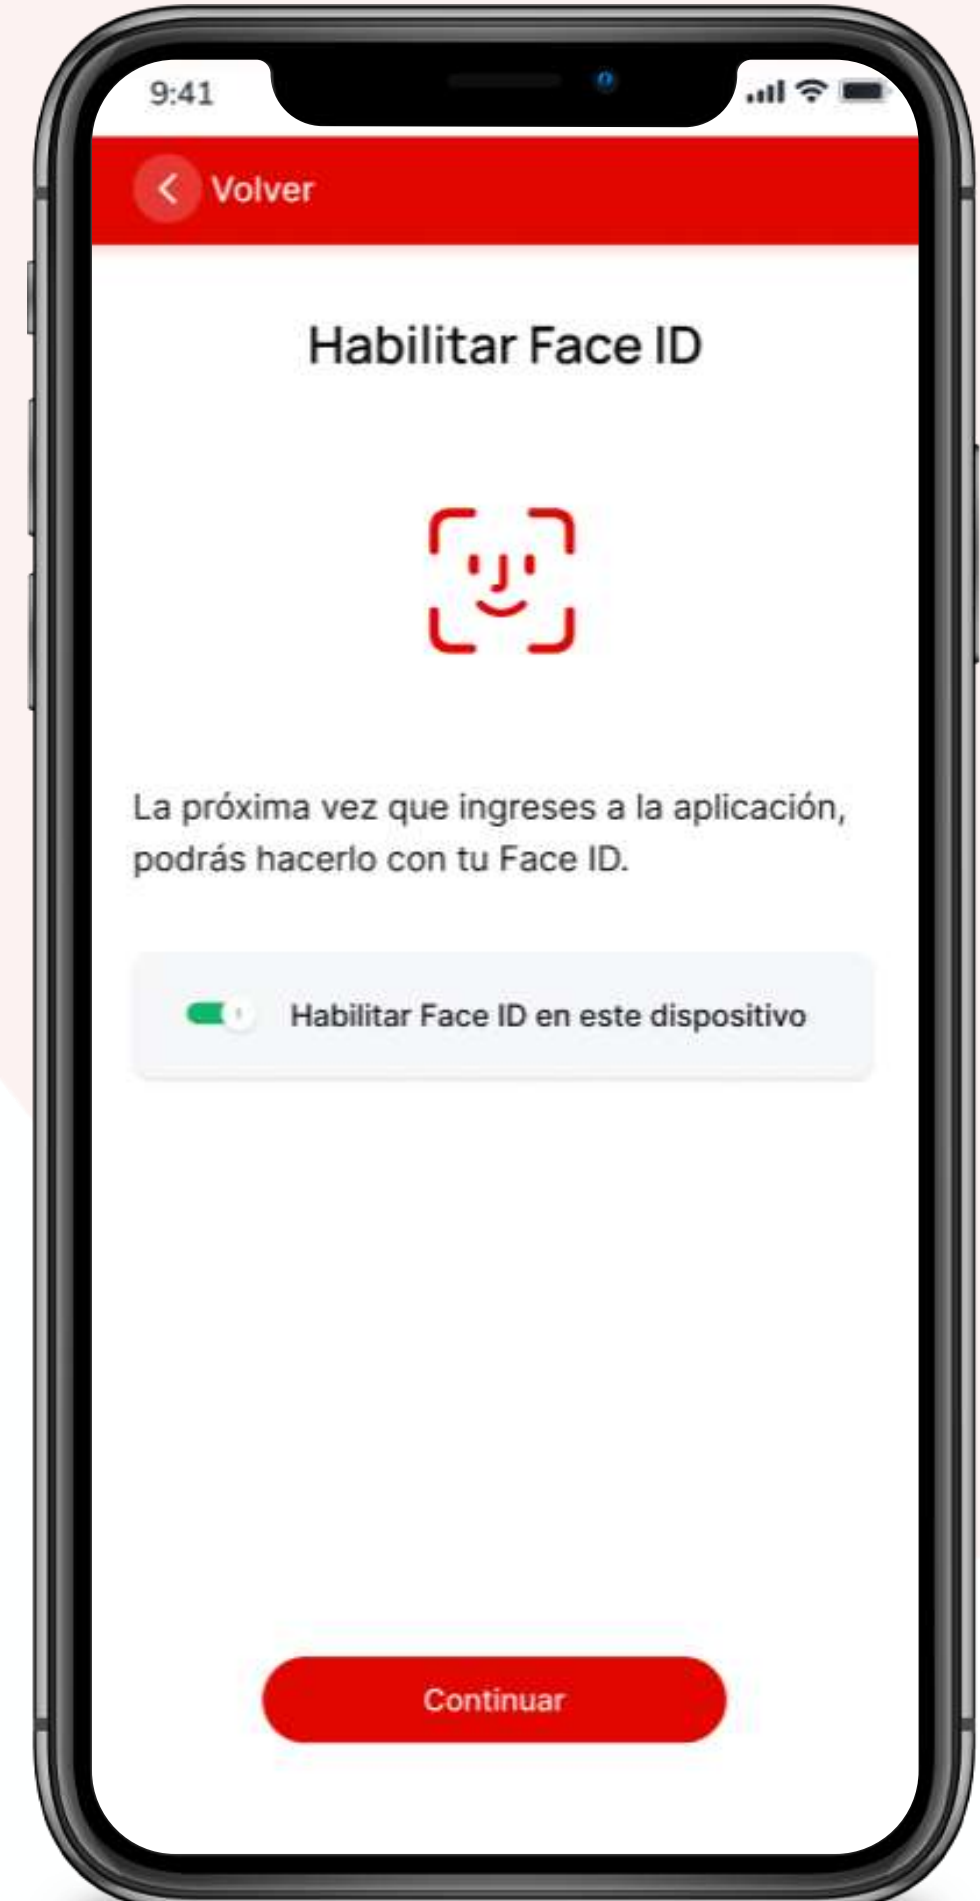 9:41
Volver
Habilitar Face ID
La próxima vez que ingreses a la aplicación,
podrás hacerlo con tu Face ID.
Habilitar Face ID en este dispositivo
Continuar